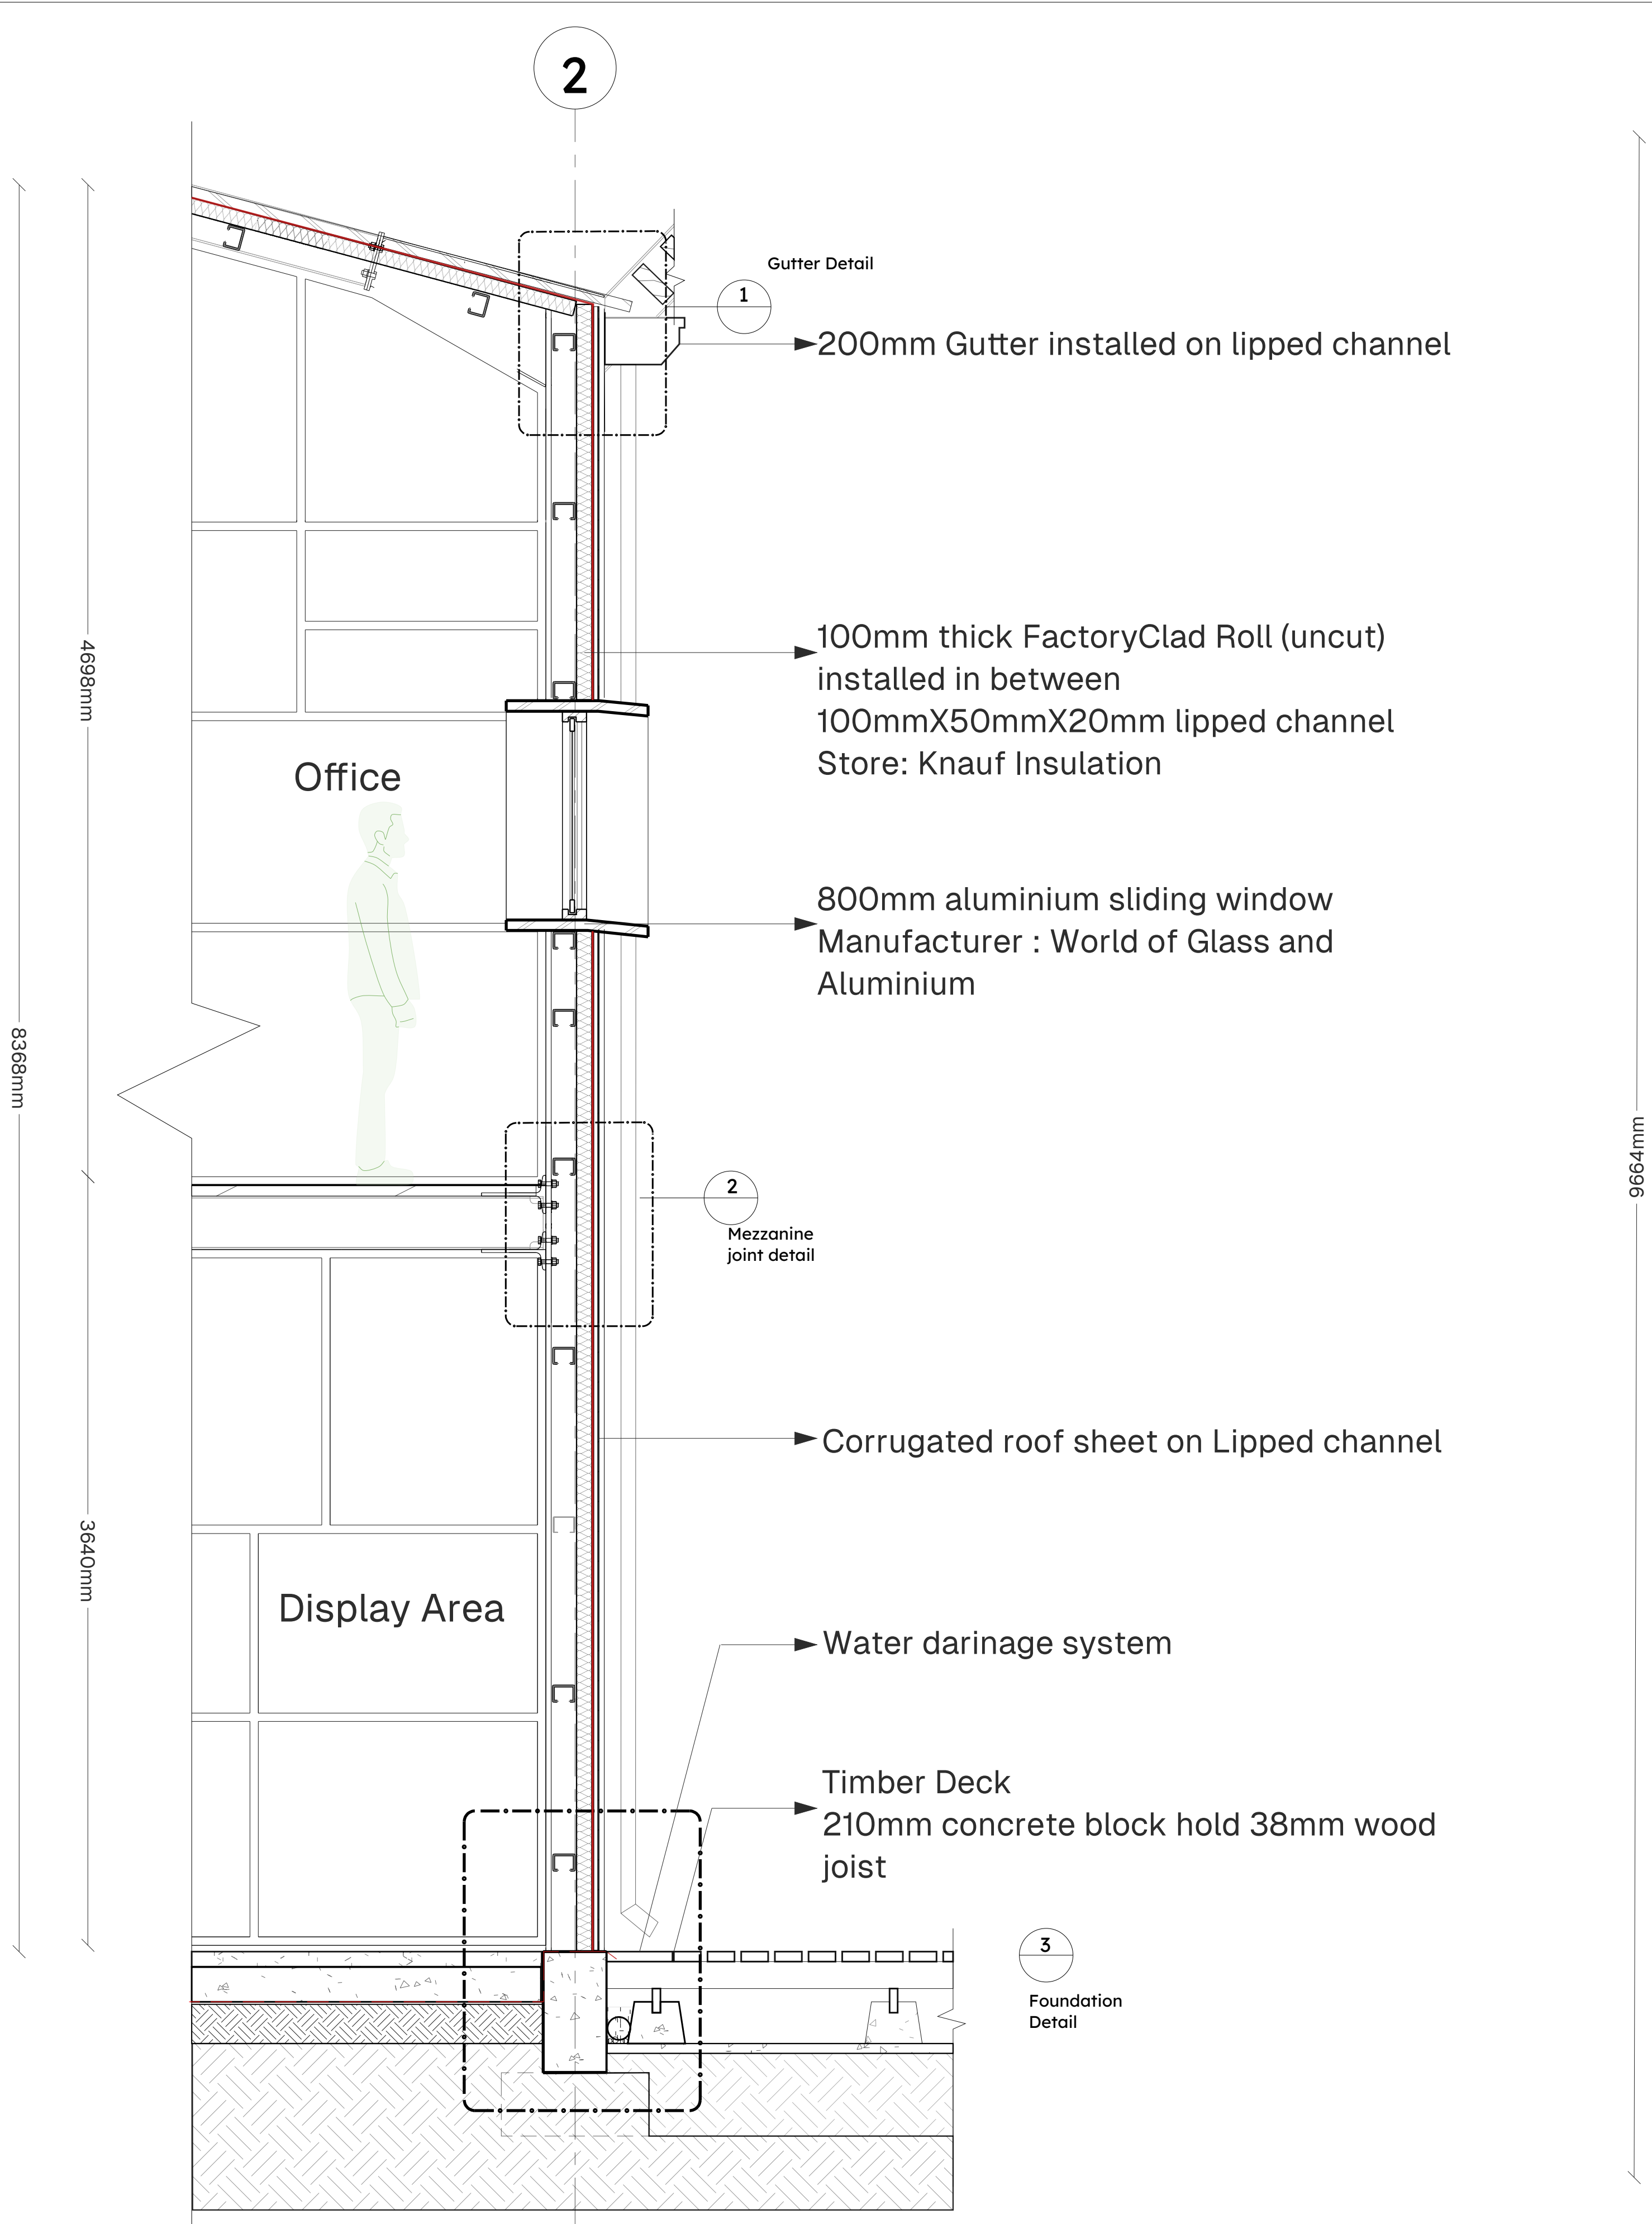 2
Gutter Detail
1
200mm Gutter installed on lipped channel
100mm thick FactoryClad Roll (uncut)
installed in between
100mmX50mmX20mm lipped channel
Store: Knauf Insulation
4698mm
Office
800mm aluminium sliding window
Manufacturer : World of Glass and
Aluminium
8368mm
9664mm
2
Mezzanine
joint detail
Corrugated roof sheet on Lipped channel
3640mm
Display Area
Water darinage system
Timber Deck
210mm concrete block hold 38mm wood
joist
3
Foundation
Detail